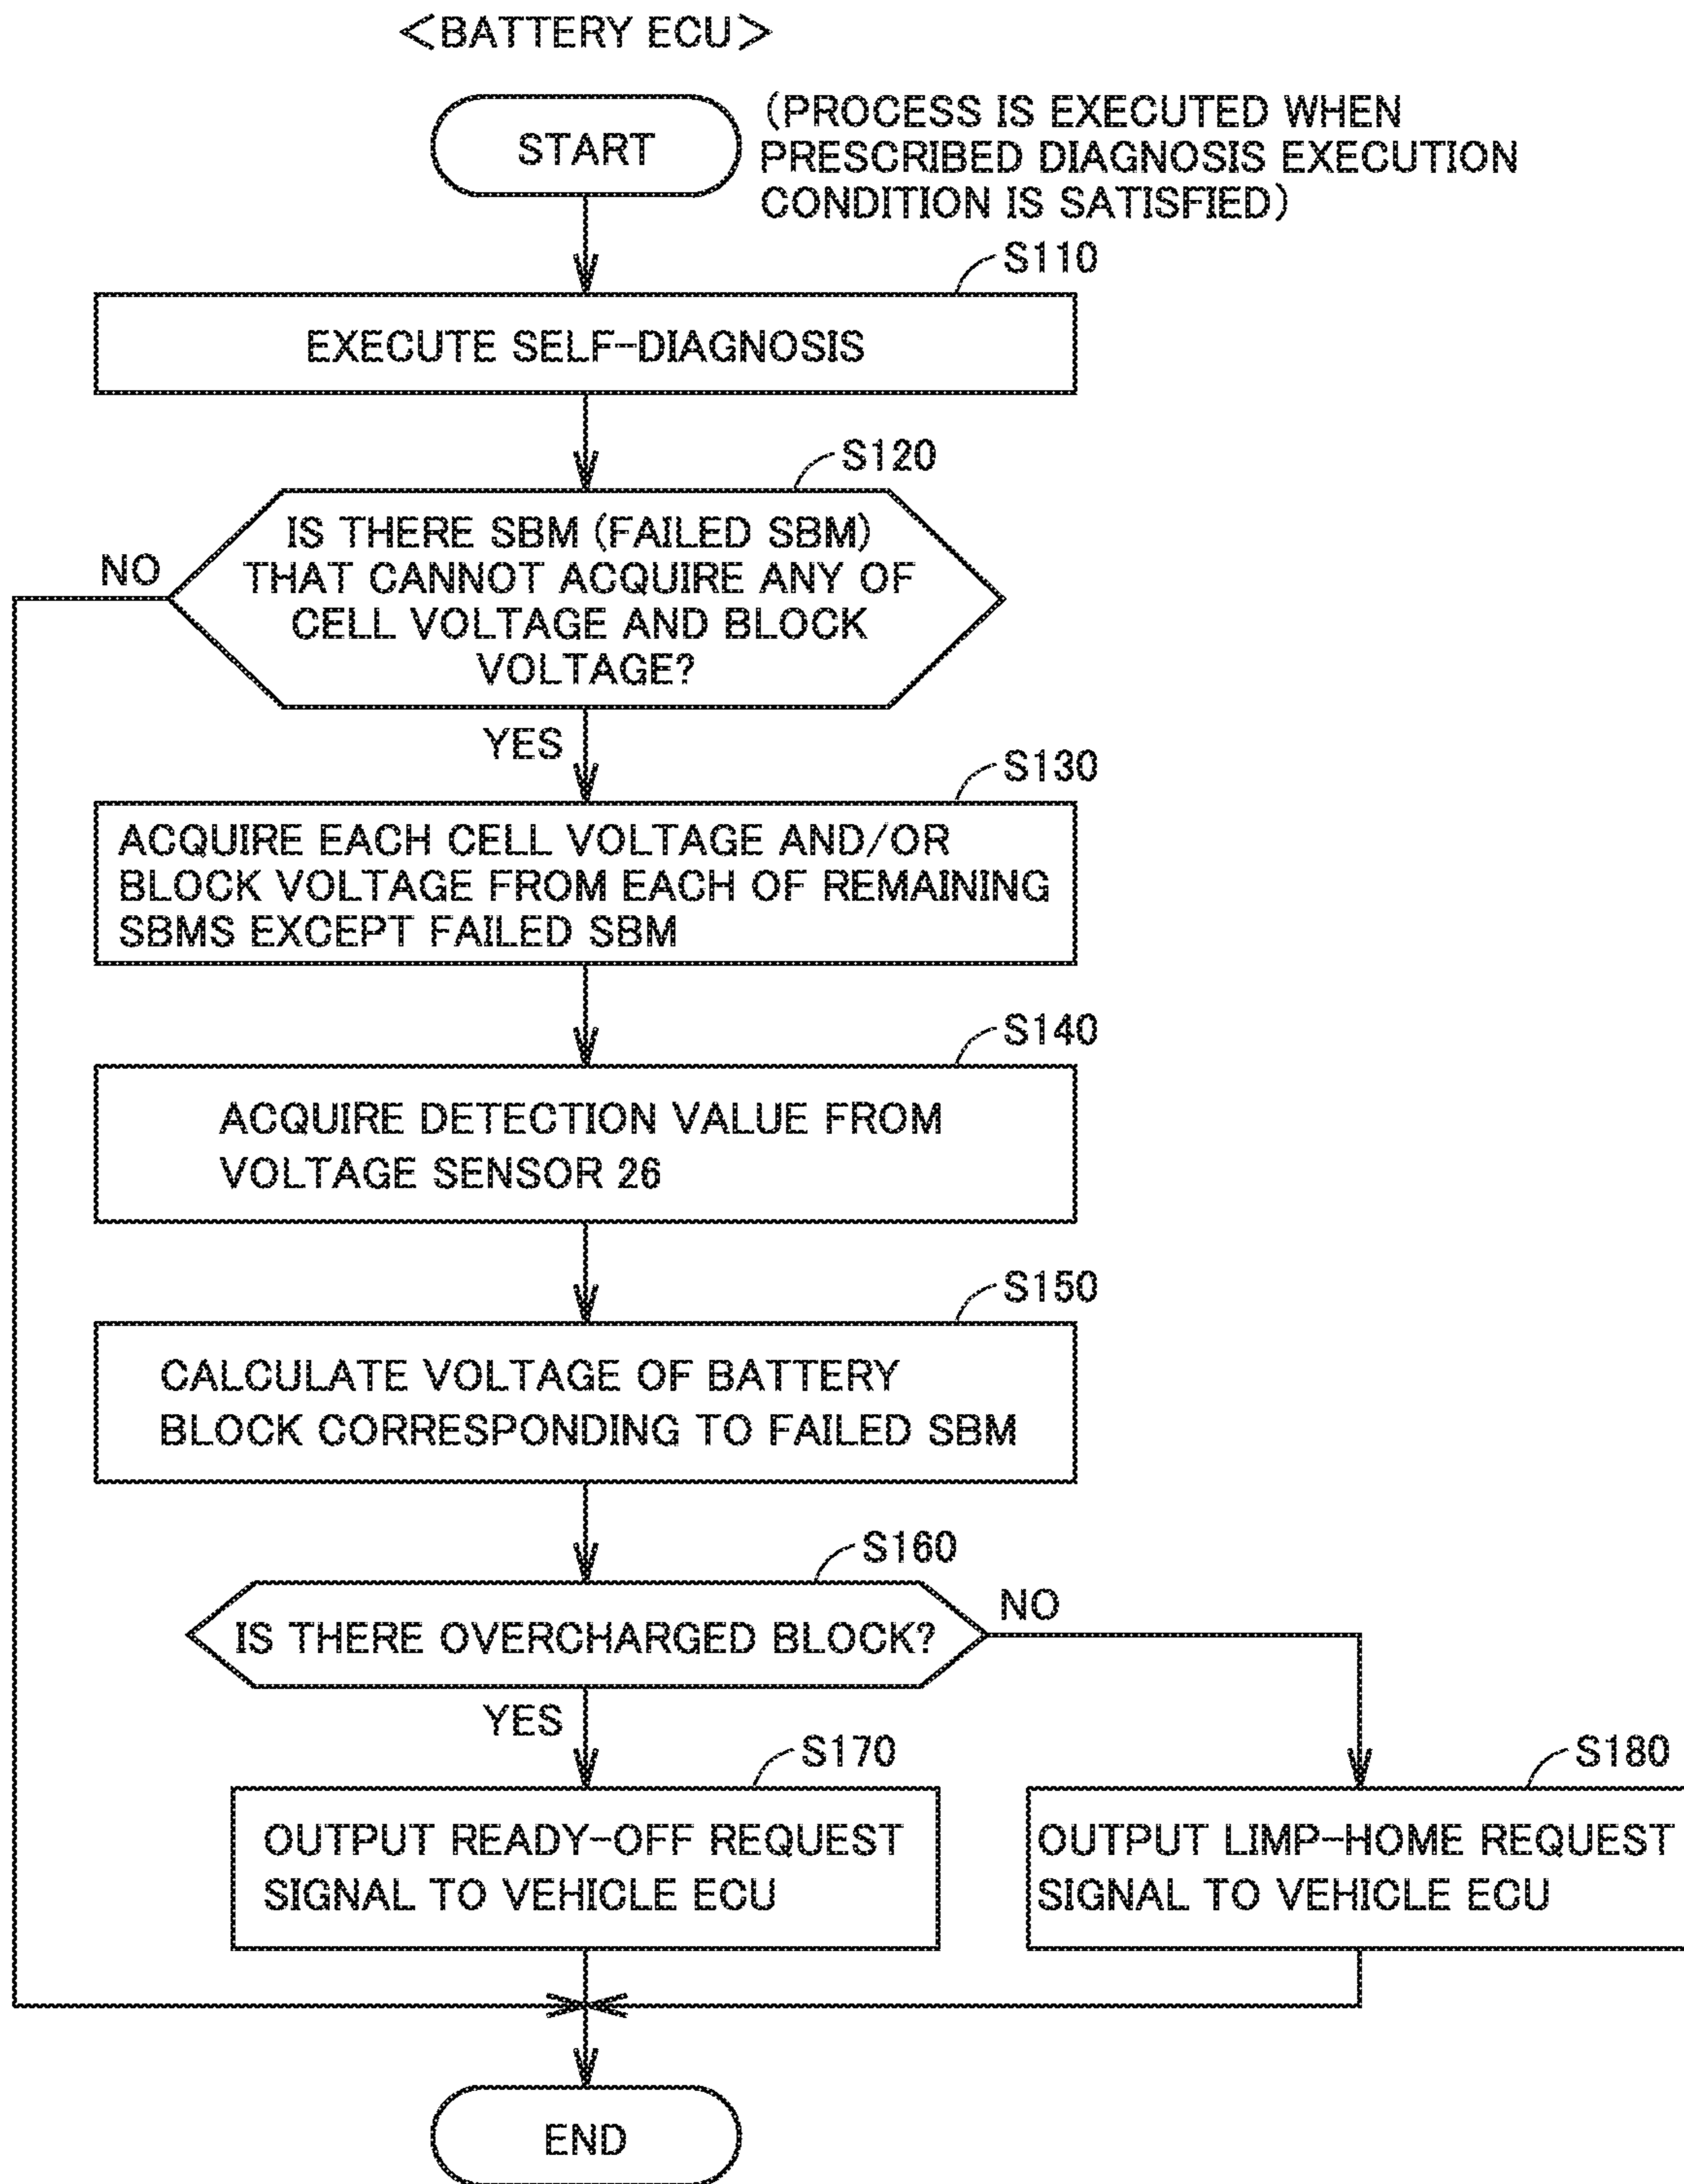 <BATTERY ECU>
START
(PROCESS IS EXECUTED WHEN
PRESCRIBED DIAGNOSIS EXECUTION
CONDITION IS SATISFIED)
S110
EXECUTE SELF-DIAGNOSIS
S120
IS THERE SBM (FAILED SBM)
THAT CANNOT ACQUIRE ANY OF
CELL VOLTAGE AND BLOCK
VOLTAGE?
NO
YES
S130
ACQUIRE EACH CELL VOLTAGE AND/OR
BLOCK VOLTAGE FROM EACH OF REMAINING
SBMS EXCEPT FAILED SBM
S140
ACQUIRE DETECTION VALUE FROM
VOLTAGE SENSOR 26
S150
CALCULATE VOLTAGE OF BATTERY
BLOCK CORRESPONDING TO FAILED SBM
S160
IS THERE OVERCHARGED BLOCK?
NO
YES
S170
OUTPUT READY-OFF REQUEST
SIGNAL TO VEHICLE ECU
S180
OUTPUT LIMP-HOME REQUEST
SIGNAL TO VEHICLE ECU
END